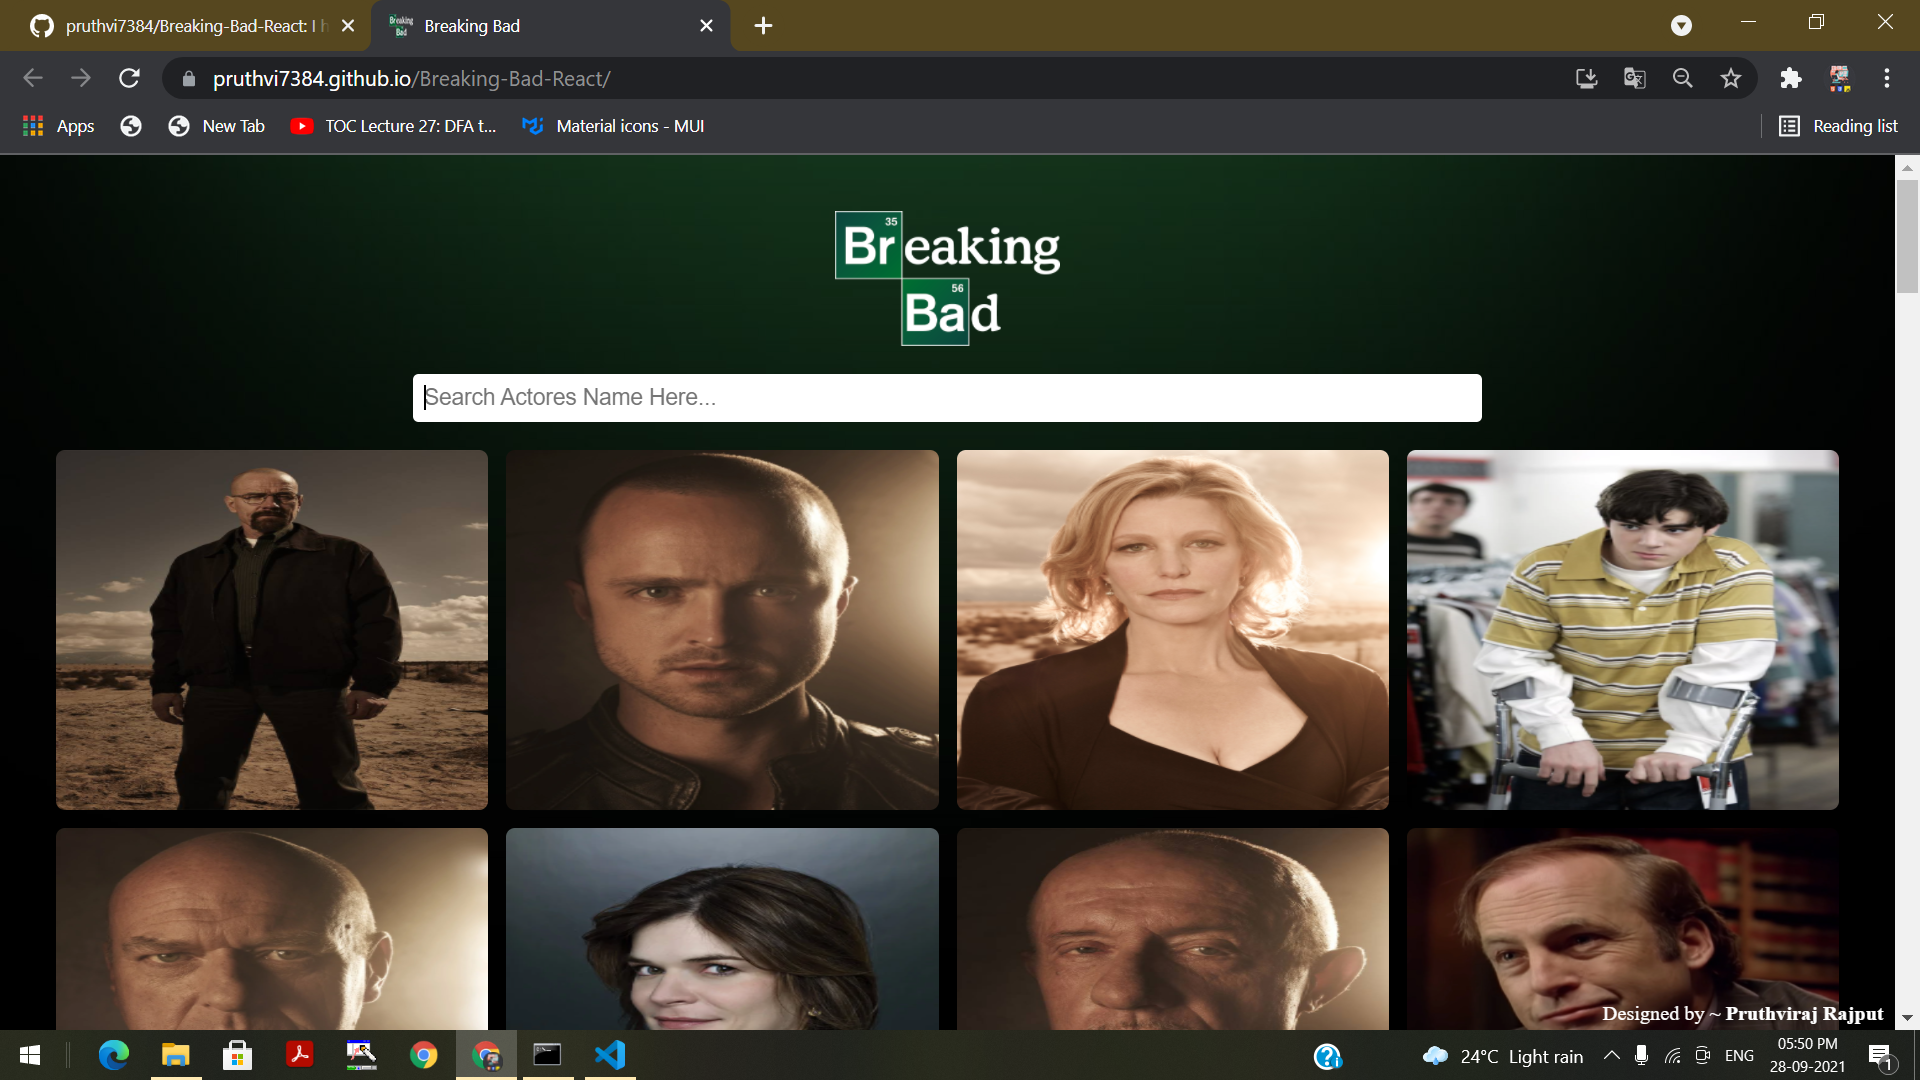 pruthvi7384/Breaking-Bad-React: I h
Breaking Bad
pruthvi7384.github.io/Breaking-Bad-React/
Apps
New Tab
TOC Lecture 27: DFA t...
Material icons - MUI
Reading list
35
Breaking
56
Bad
Search Actores Name Here...
Designed by ~ Pruthviraj Rajput
24°C Light rain
ENG
05:50 PM
28-09-2021
1